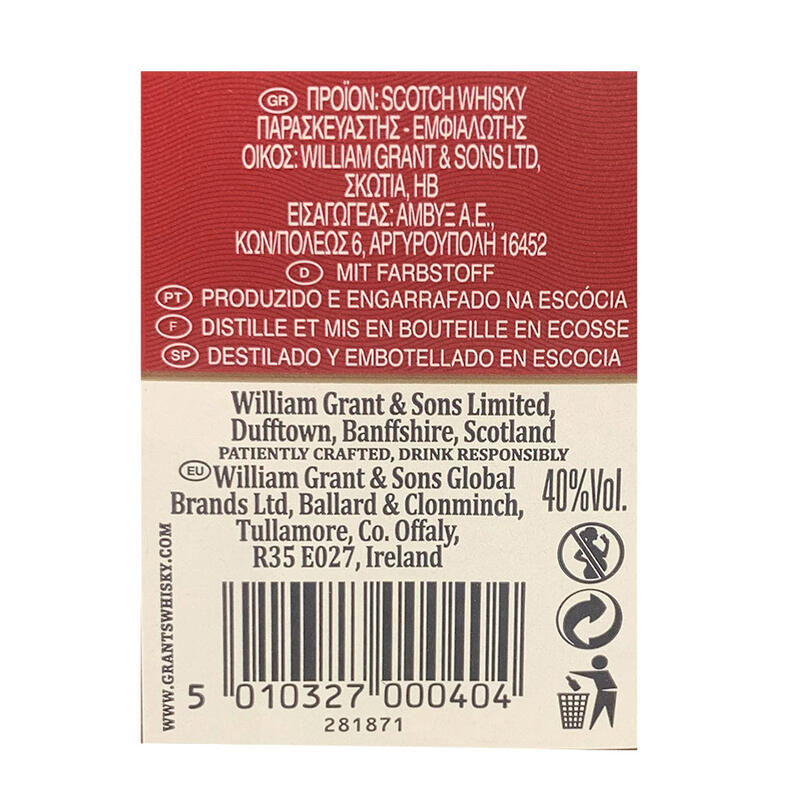 GR ΠΡΟΪΟΝ: SCOTCH WHISKY
ΠΑΡΑΣΚΕΥΑΣΤΗΣ - ΕΜΦΙΑΛΩΤΗΣ
ΟΙΚΟΣ: WILLIAM GRANT & SONS LTD,
ΣΚΩΤΙΑ, ΗΒ
ΕΙΣΑΓΩΓΕΑΣ: ΑΜΒΥΞ Α.Ε.,
ΚΩΝ/ΠΟΛΕΩΣ 6, ΑΡΓΥΡΟΥΠΟΛΗ 16452
D MIT FARBSTOFF
PT PRODUZIDO E ENGARRAFADO NA ESCÓCIA
F DISTILLE ET MIS EN BOUTEILLE EN ECOSSE
SP DESTILADO Y EMBOTELLADO EN ESCOCIA
William Grant & Sons Limited,
Dufftown, Banffshire, Scotland
PATIENTLY CRAFTED, DRINK RESPONSIBLY
EU William Grant & Sons Global
Brands Ltd, Ballard & Clonminch,
Tullamore, Co. Offaly,
R35 E027, Ireland
40%Vol.
WWW.GRANTSWHISKY.COM
5 010327 000404
281871